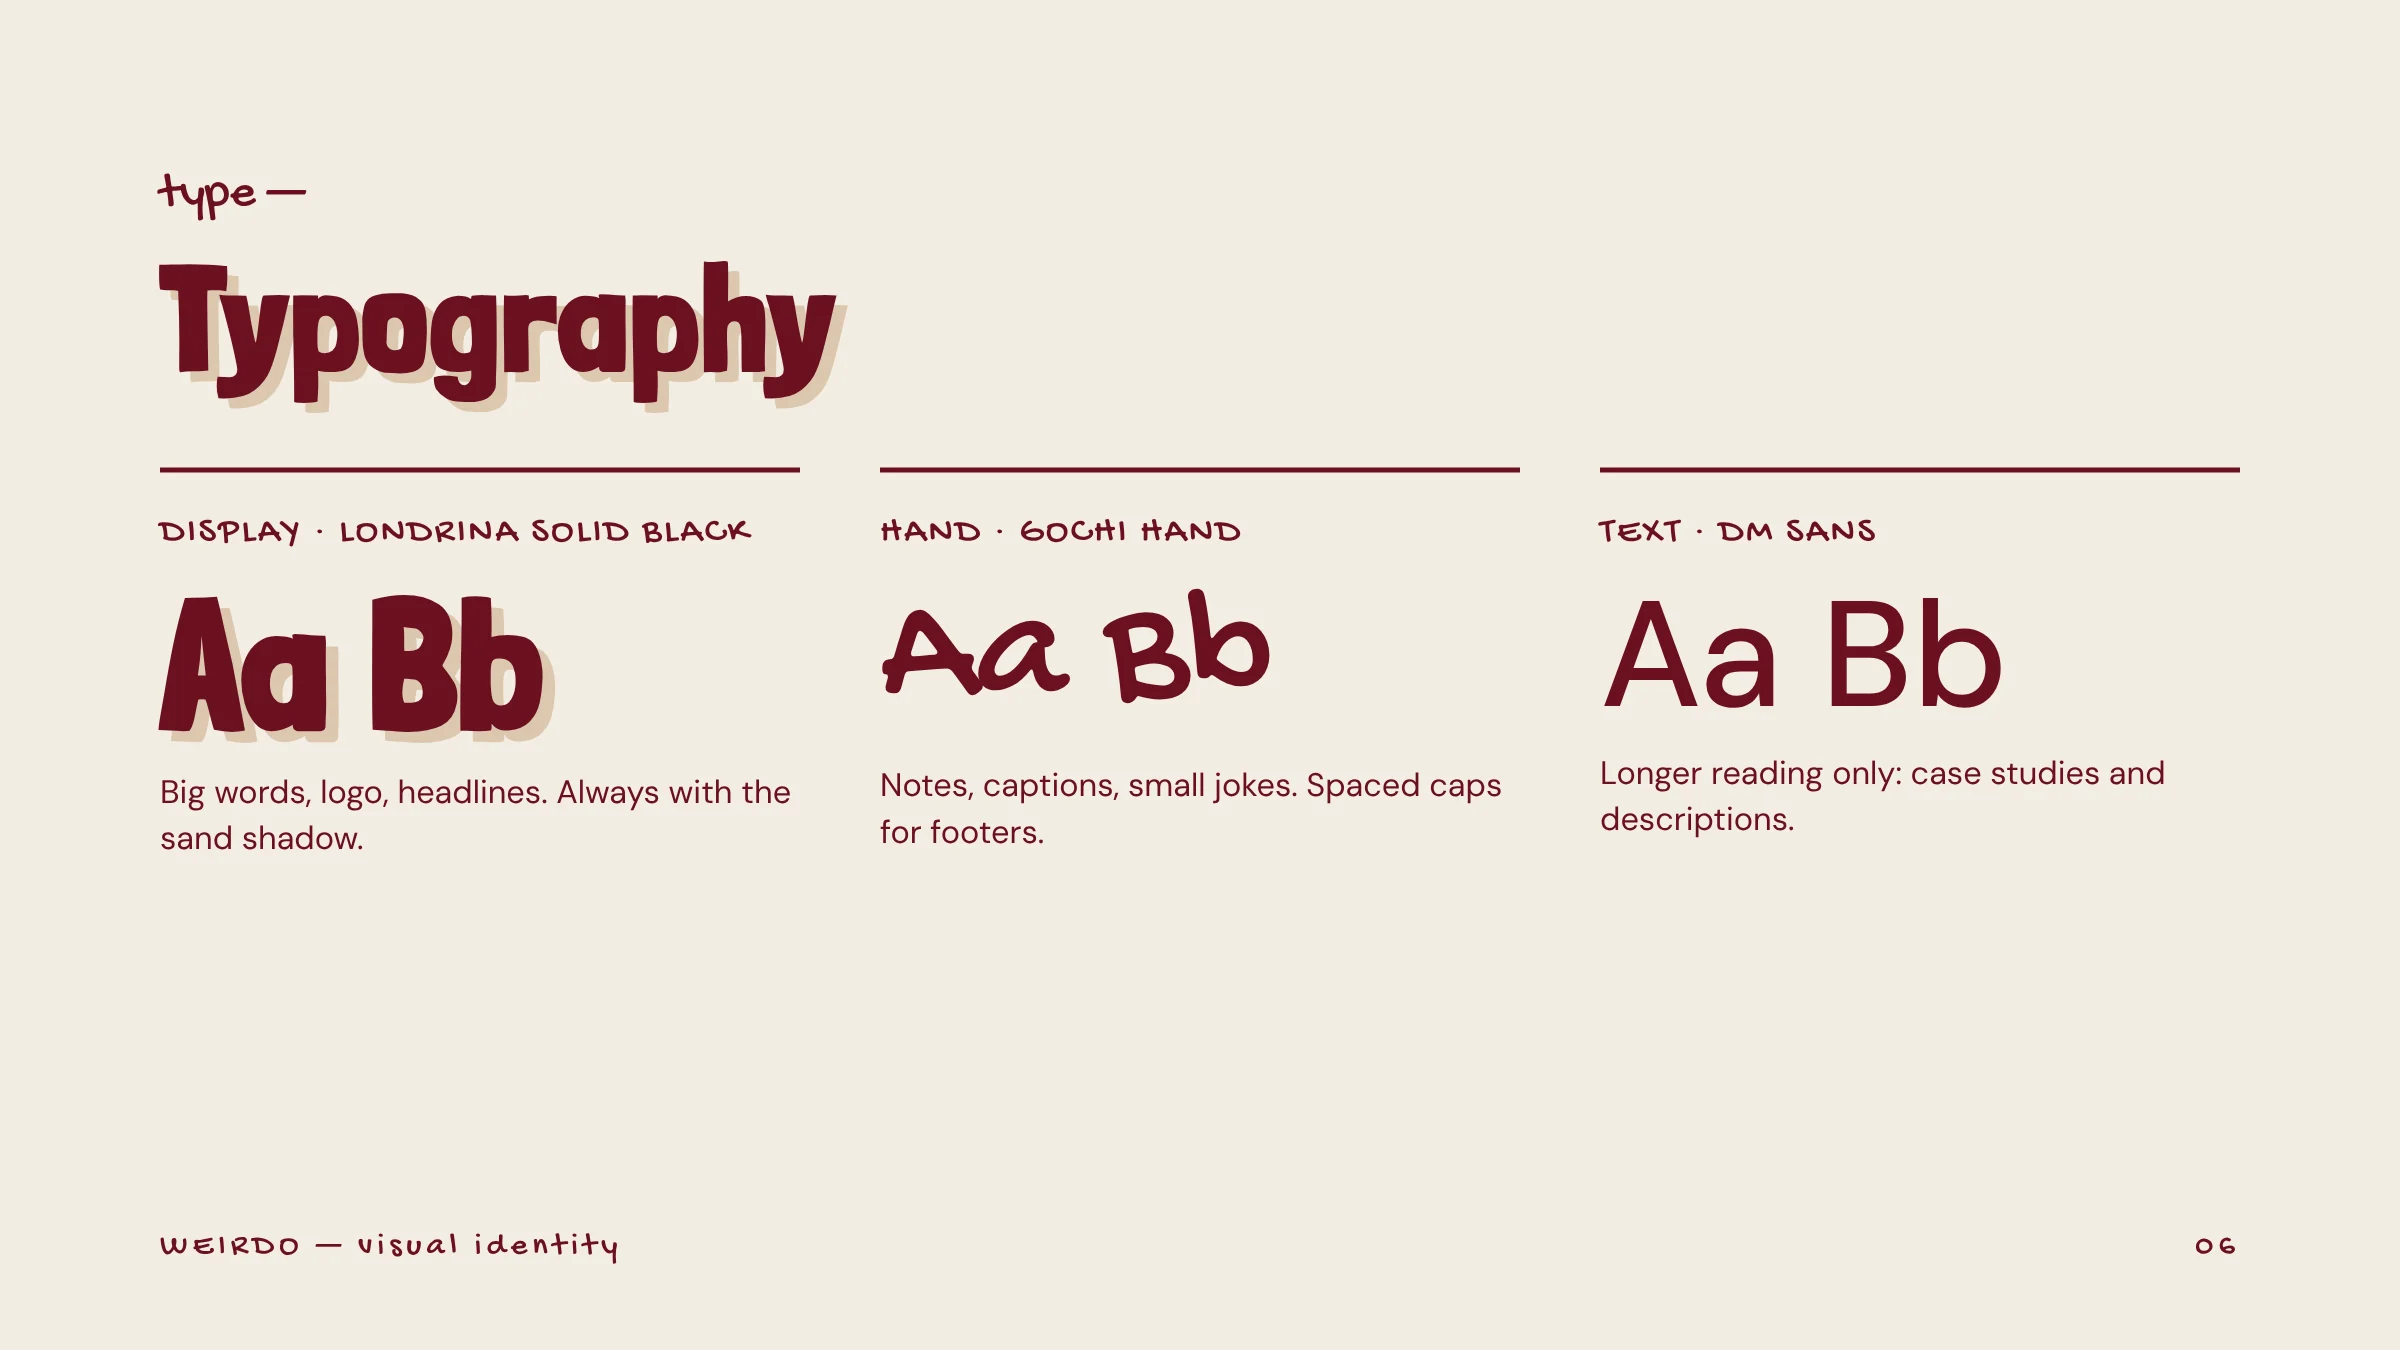 type —
Typography
DISPLAY · LONDRINA SOLID BLACK
Aa Bb
Big words, logo, headlines. Always with the
sand shadow.
HAND · GOCHI HAND
Aa Bb
Notes, captions, small jokes. Spaced caps
for footers.
TEXT · DM SANS
Aa Bb
Longer reading only: case studies and
descriptions.
WEIRDO — visual identity
06